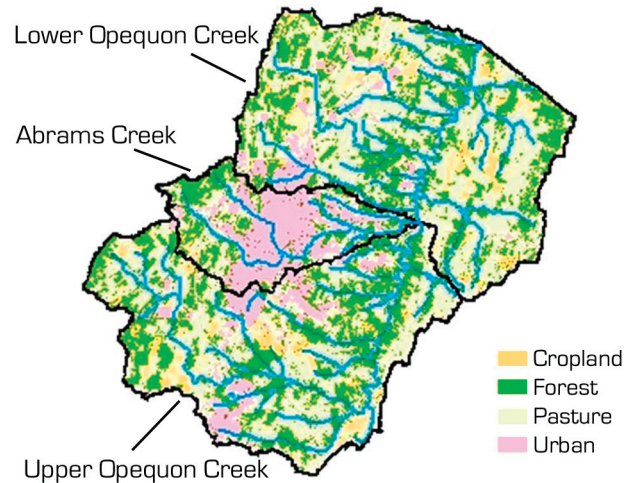 Lower Opequon Creek
Abrams Creek
Upper Opequon Creek
Cropland
Forest
Pasture
Urban